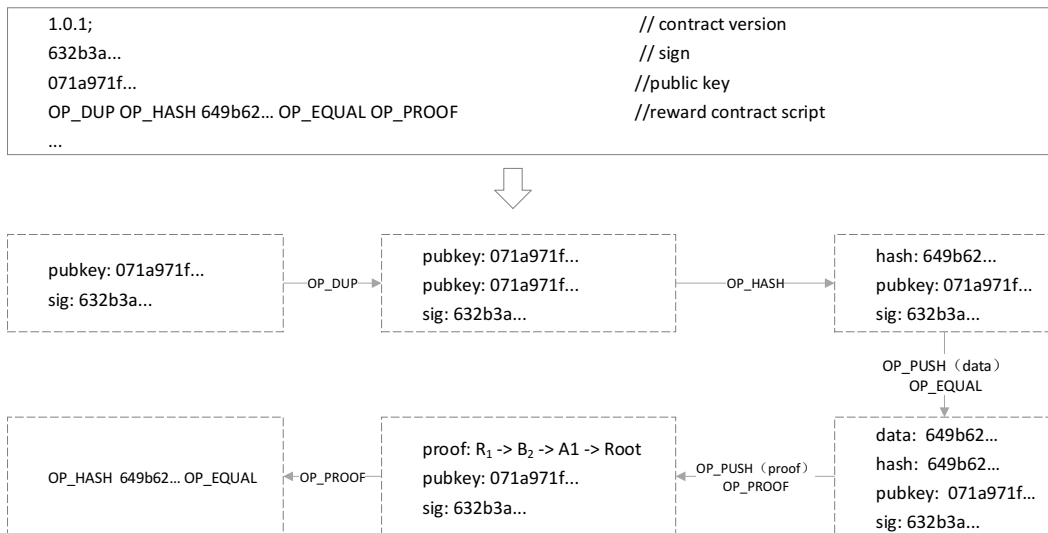 1.0.1; // contract version
632b3a... // sign
071a971f... //public key
OP_DUP OP_HASH 649b62... OP_EQUAL OP_PROOF //reward contract script
...
pubkey: 071a971f...
sig: 632b3a...
OP_DUP
pubkey: 071a971f...
pubkey: 071a971f...
sig: 632b3a...
OP_HASH
hash: 649b62...
pubkey: 071a971f...
sig: 632b3a...
OP_PUSH（data）
OP_EQUAL
data: 649b62...
hash: 649b62...
pubkey: 071a971f...
sig: 632b3a...
OP_PUSH（proof）
OP_PROOF
proof: R₁ -> B₂ -> A1 -> Root
pubkey: 071a971f...
sig: 632b3a...
OP_PROOF
OP_HASH 649b62... OP_EQUAL